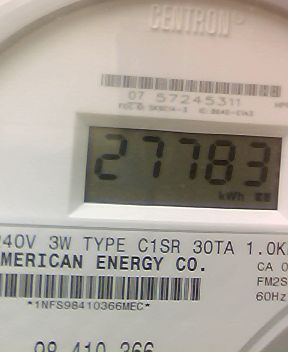 CENTRON®
07 57245311
27783
kWh
240V 3W TYPE C1SR 30TA 1.0K
AMERICAN ENERGY CO.
CA 0
FM2S
*1NFS98410366MEC*
60Hz
98 410 366